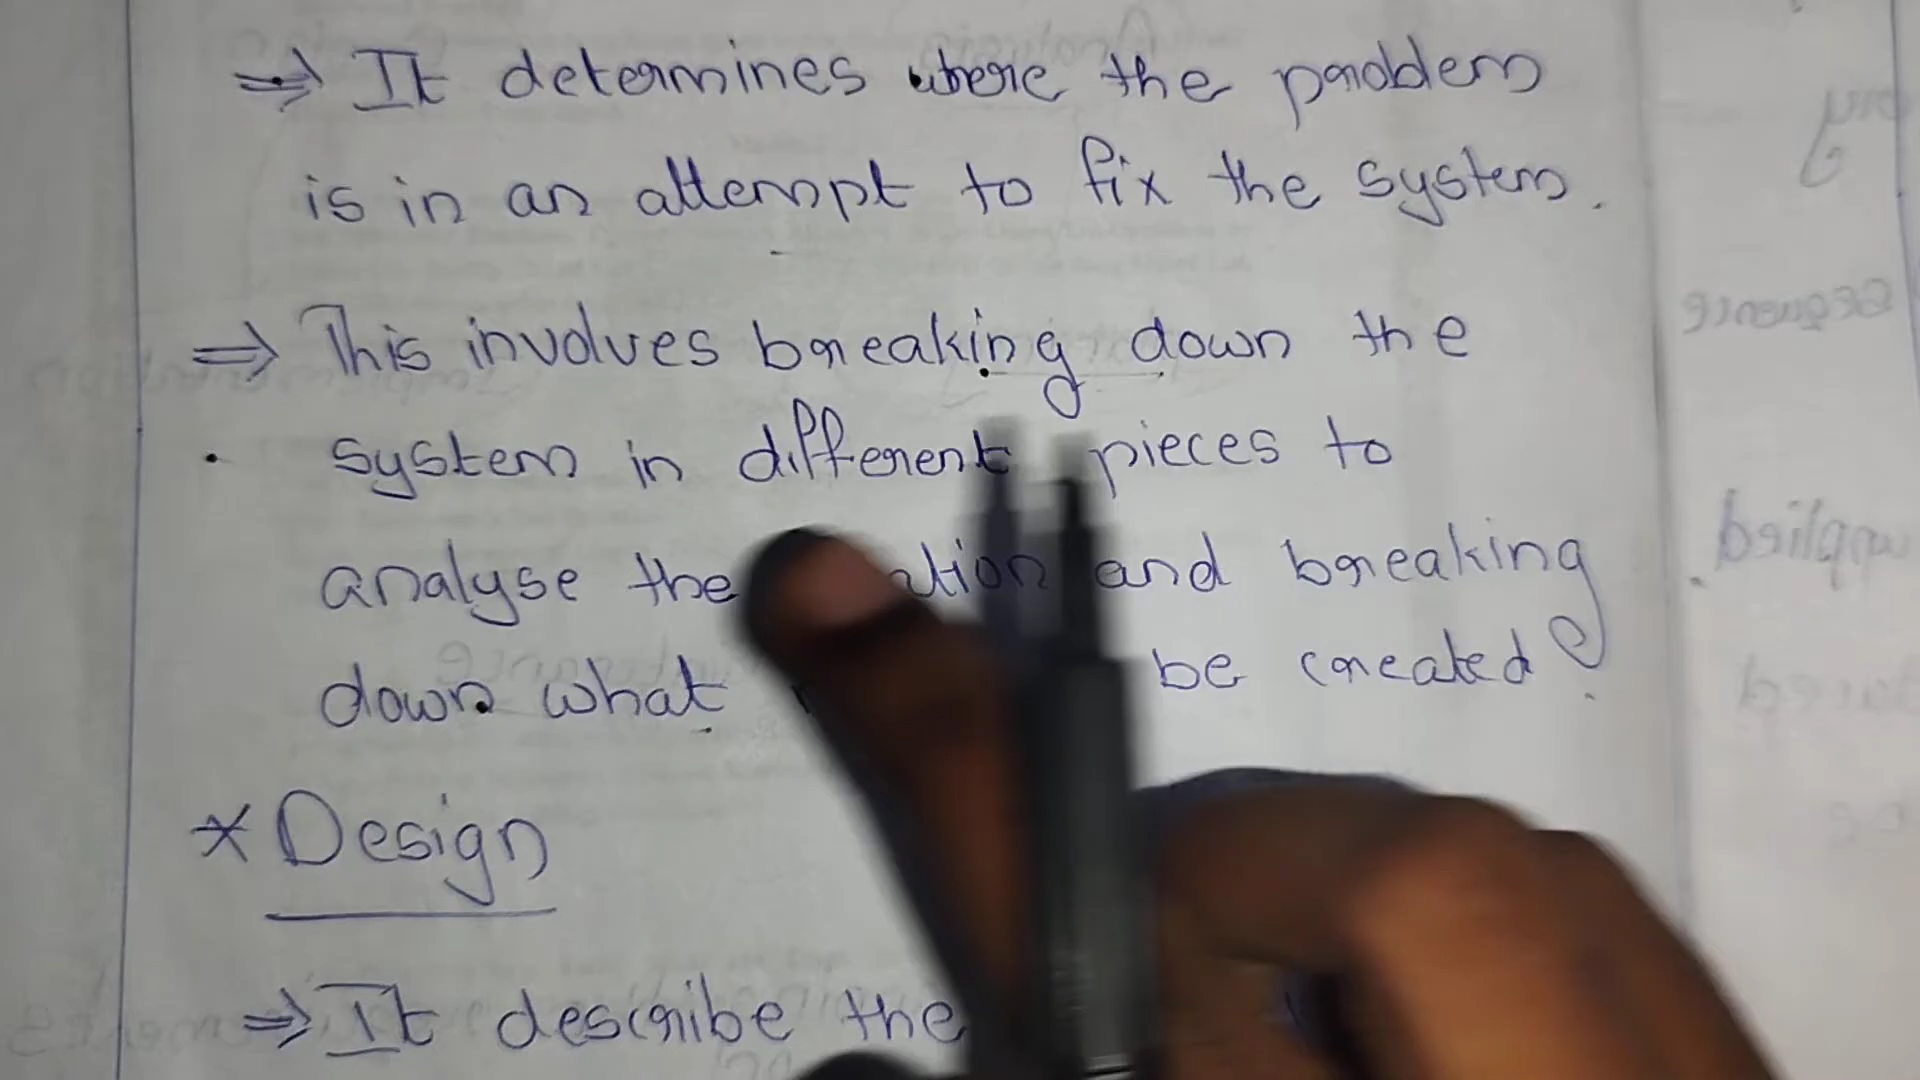 ⇒ It determines where the problem
is in an attempt to fix the system.
⇒ This involves breaking down the
system in different pieces to
analyse the and breaking
down what be created
* Design
⇒ It describe the